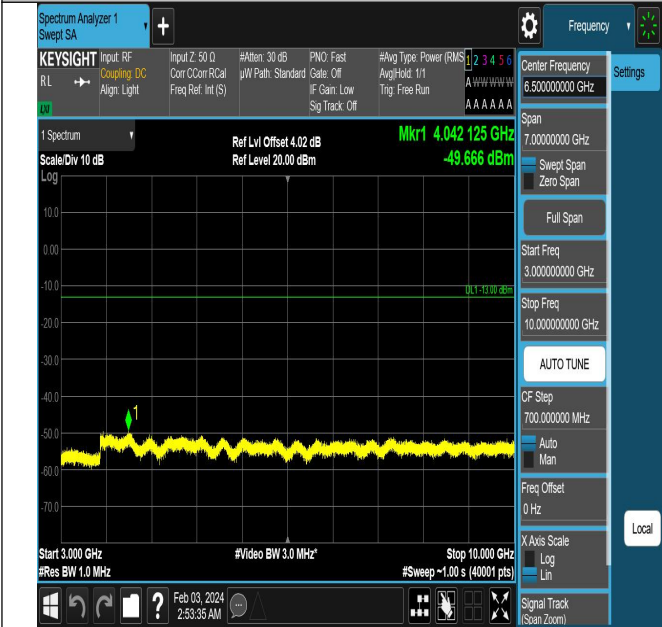 Spectrum Analyzer 1
Swept SA
Frequency
KEYSIGHT
RL
LXI
Input: RF
Coupling: DC
Align: Light
Input Z: 50 Ω
Corr CCorr RCal
Freq Ref: Int (S)
#Atten: 30 dB
µW Path: Standard
PNO: Fast
Gate: Off
IF Gain: Low
Sig Track: Off
#Avg Type: Power (RMS
Avg|Hold: 1/1
Trig: Free Run
1 2 3 4 5 6
A W W W W W
A A A A A A
1 Spectrum
Scale/Div 10 dB
Ref Lvl Offset 4.02 dB
Ref Level 20.00 dBm
Mkr1 4.042 125 GHz
-49.666 dBm
Log
10.0
0.00
-10.0
-20.0
-30.0
-40.0
-50.0
-60.0
-70.0
DL1 -13.00 dBm
1
Start 3.000 GHz
#Res BW 1.0 MHz
#Video BW 3.0 MHz*
Stop 10.000 GHz
#Sweep ~1.00 s (40001 pts)
?
Feb 03, 2024
2:53:35 AM
Center Frequency
6.500000000 GHz
Settings
Span
7.00000000 GHz
Swept Span
Zero Span
Full Span
Start Freq
3.000000000 GHz
Stop Freq
10.000000000 GHz
AUTO TUNE
CF Step
700.000000 MHz
Auto
Man
Freq Offset
0 Hz
X Axis Scale
Log
Lin
Local
Signal Track
(Span Zoom)